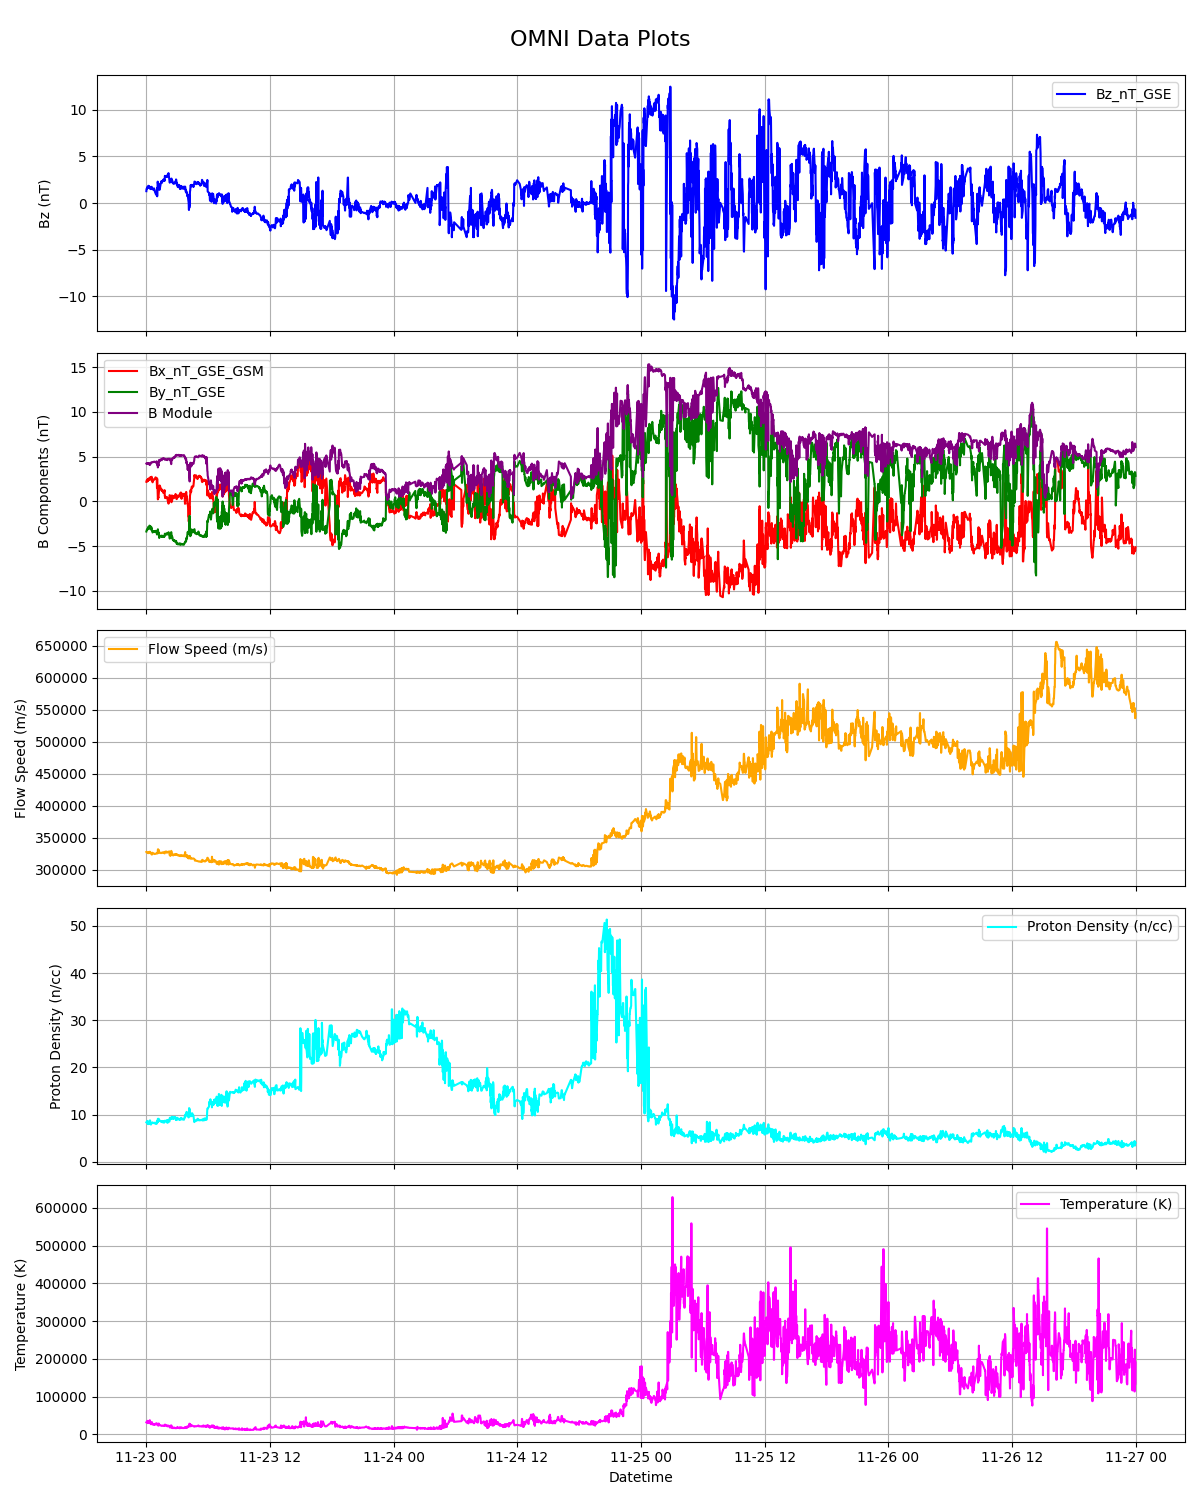 OMNI Data Plots
Bz (nT)
10
5
0
−5
−10
Bz_nT_GSE
B Components (nT)
15
10
5
0
−5
−10
Bx_nT_GSE_GSM
By_nT_GSE
B Module
Flow Speed (m/s)
650000
600000
550000
500000
450000
400000
350000
300000
Flow Speed (m/s)
Proton Density (n/cc)
50
40
30
20
10
0
Proton Density (n/cc)
Temperature (K)
600000
500000
400000
300000
200000
100000
0
Temperature (K)
11-23 00
11-23 12
11-24 00
11-24 12
11-25 00
11-25 12
11-26 00
11-26 12
11-27 00
Datetime